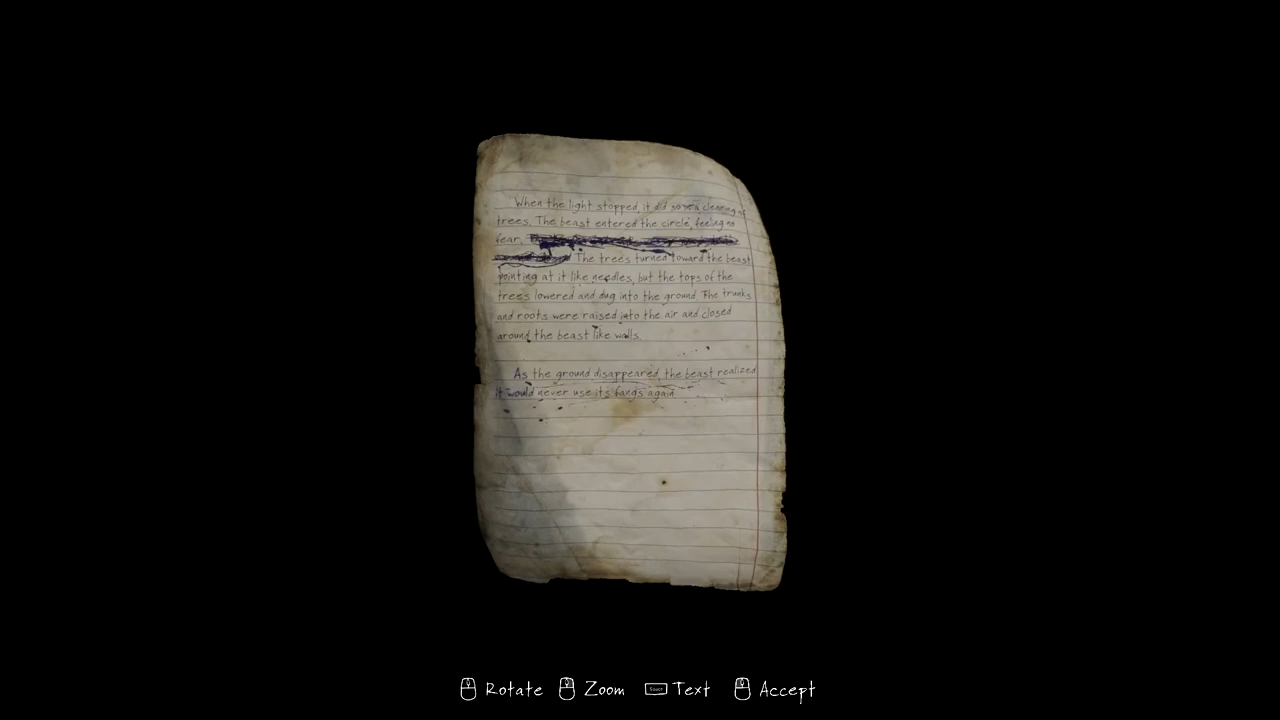 When the light stopped, it did so in a clearing of
trees. The beast entered the circle, feeling no
fear.
The trees turned toward the beast
pointing at it like needles, but the tops of the
trees lowered and dug into the ground. The trunks
and roots were raised into the air and closed
around the beast like walls.
As the ground disappeared, the beast realized
it would never use its fangs again
Rotate Zoom Text Accept